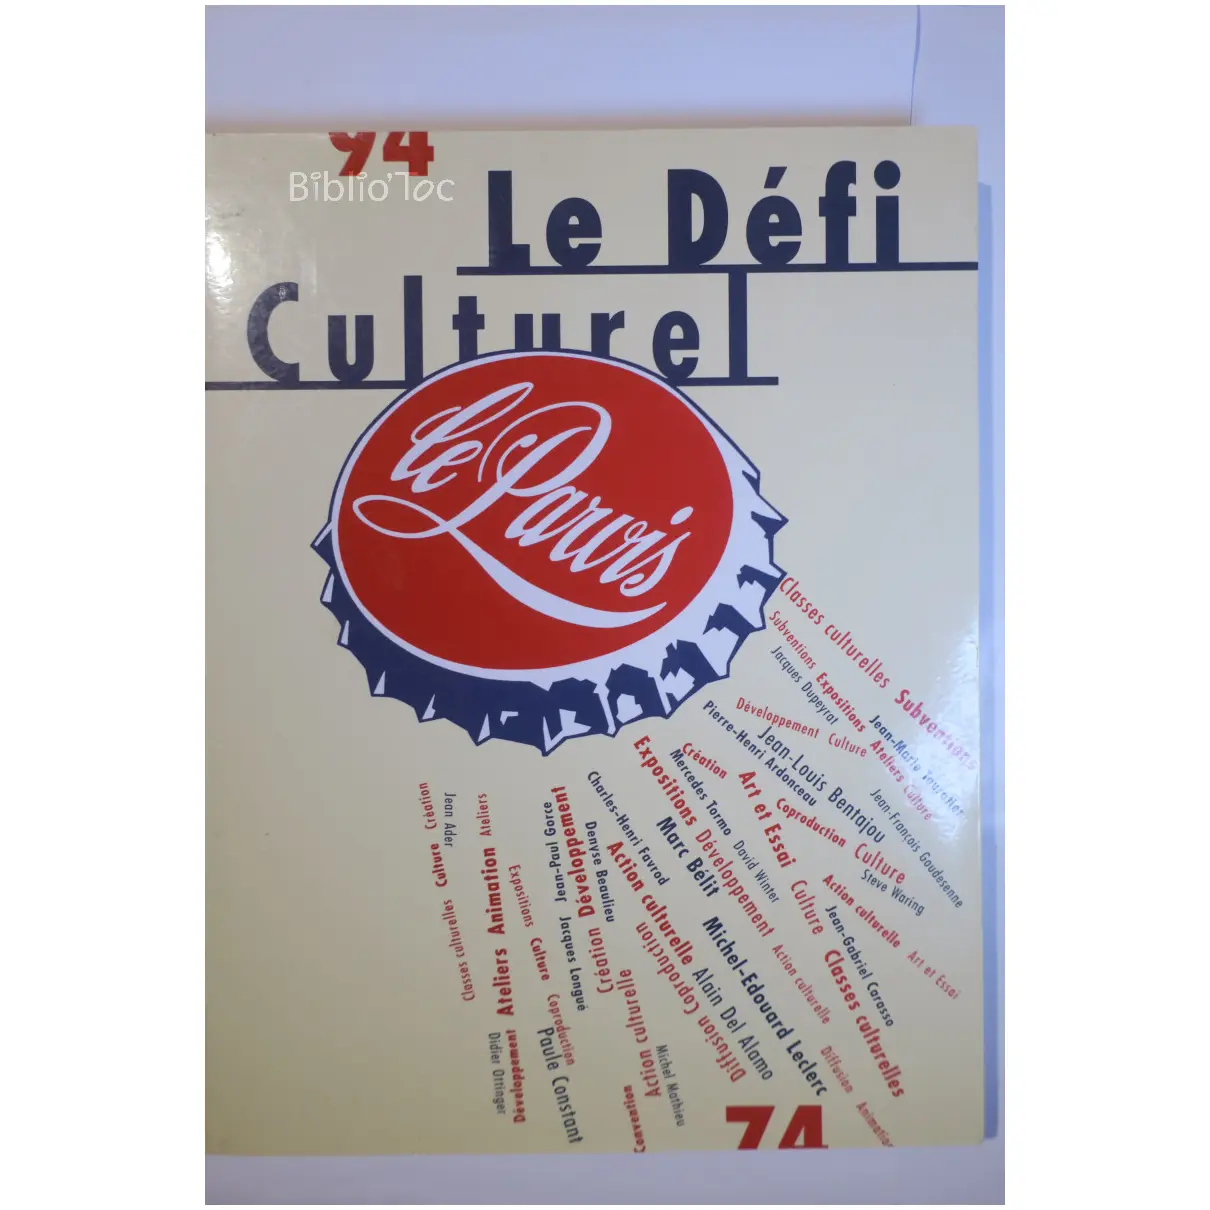 94
Biblio'Toc
Le Défi
Culturel
Le Parvis
Classes culturelles Subventions
Subventions Expositions Ateliers Culture
Jacques Dupeyrat
Jean-Marie Tauratier
Développement Culture
Jean-François Goudesenne
Jean-Louis Bentajou
Pierre-Henri Ardonceau
Coproduction Culture
Steve Waring
Création Art et Essai Culture Classes culturelles
Action culturelle Art et Essai
Mercedes Tormo David Winter
Jean-Gabriel Carasso
Expositions Développement Action culturelle Diffusion Animation
Marc Bélit Michel-Edouard Leclerc
Charles-Henri Favrod
Action culturelle Alain Del Alamo
Denyse Beaulieu
Diffusion Coproduction
Création Développement
Action culturelle
Michel Mathieu
Convention
Jean-Paul Gorce Jacques Longué
Expositions Culture Coproduction
Paule Constant
Développement Ateliers Animation Ateliers
Didier Ottinger
Classes culturelles Culture Création
Jean Ader
74